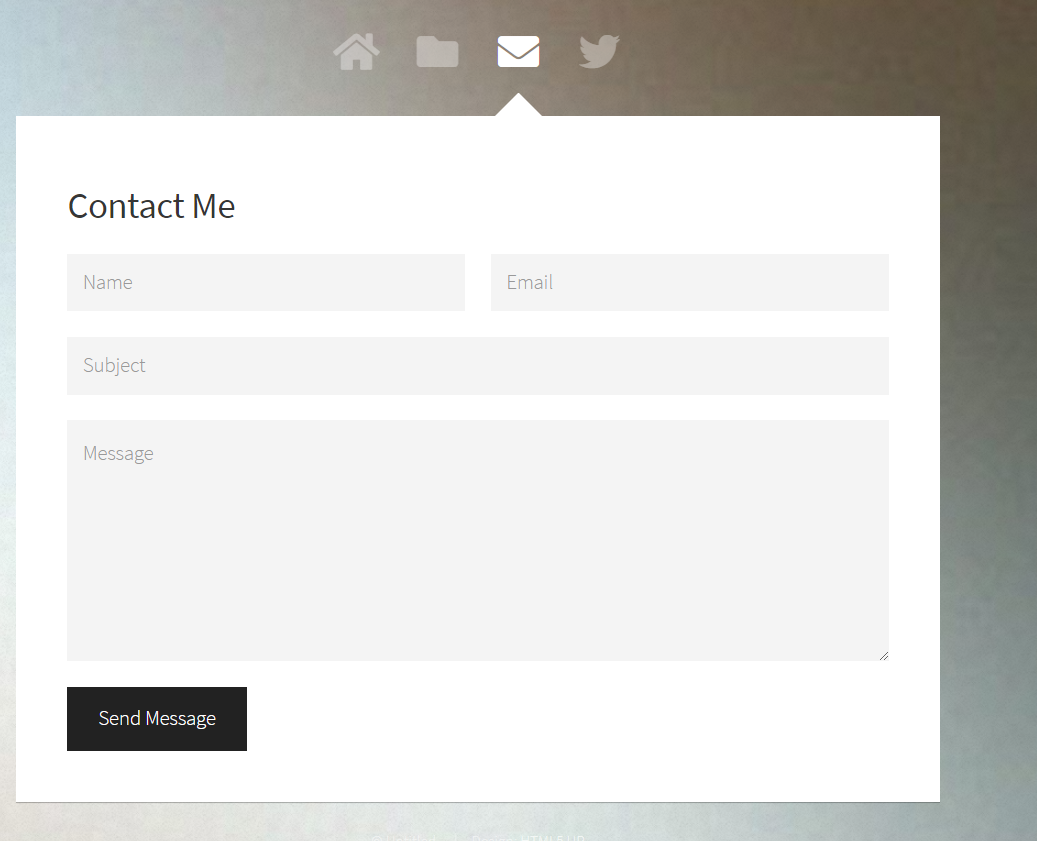 Contact Me
Name
Email
Subject
Message
Send Message